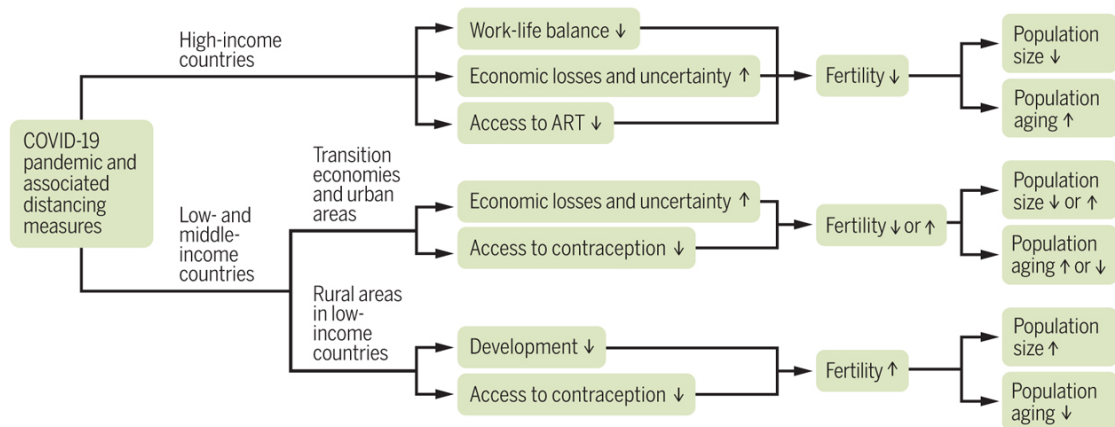 High-income
countries
Work-life balance ↓
Economic losses and uncertainty ↑
Access to ART ↓
Fertility ↓
Population
size ↓
Population
aging ↑
COVID-19
pandemic and
associated
distancing
measures
Low- and
middle-
income
countries
Transition
economies
and urban
areas
Economic losses and uncertainty ↑
Access to contraception ↓
Fertility ↓ or ↑
Population
size ↓ or ↑
Population
aging ↑ or ↓
Rural areas
in low-
income
countries
Development ↓
Access to contraception ↓
Fertility ↑
Population
size ↑
Population
aging ↓